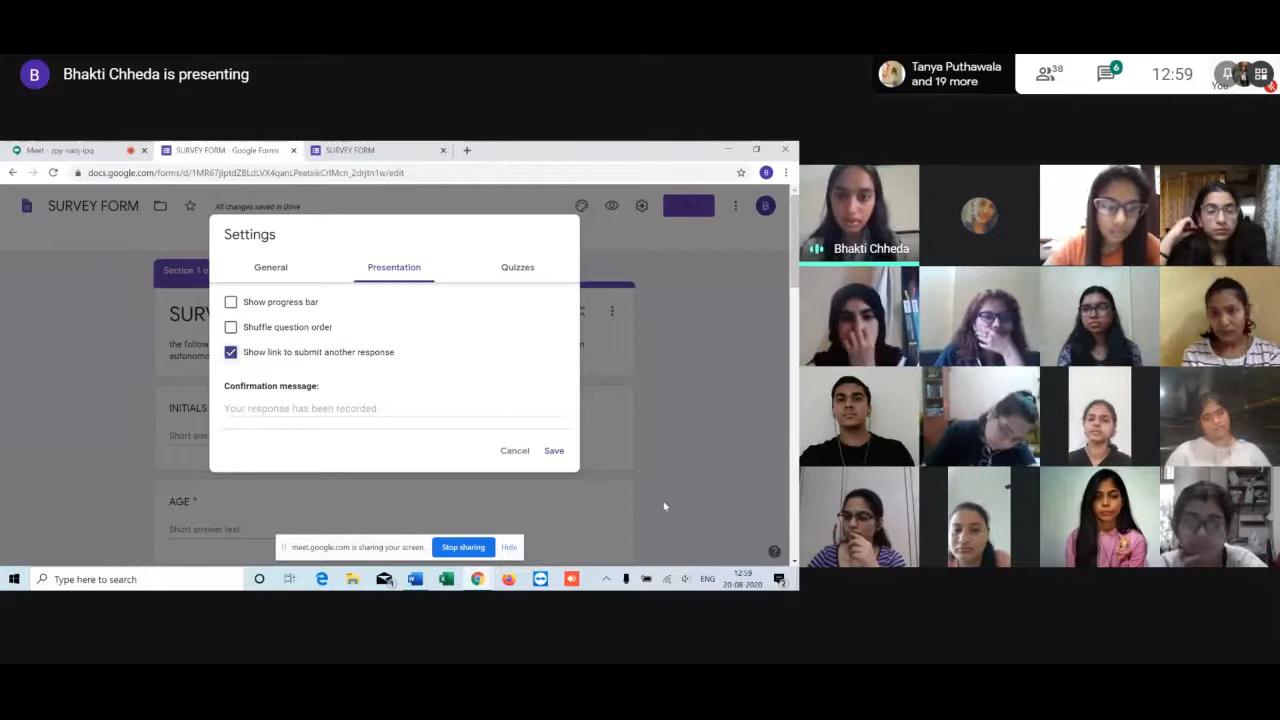 B
Bhakti Chheda is presenting
Tanya Puthawala
and 19 more
38
6
12:59
You
Meet - zpy-naoj-ipq
SURVEY FORM - Google Forms
SURVEY FORM
docs.google.com/forms/d/
/edit
B
SURVEY FORM
All changes saved in Drive
B
Settings
General
Presentation
Quizzes
Section 1 o
Show progress bar
SURV
Shuffle question order
the follow
autonomo
Show link to submit another response
Confirmation message:
INITIALS
Your response has been recorded.
Short ans
Cancel
Save
AGE *
Short answer text
meet.google.com is sharing your screen.
Stop sharing
Hide
Type here to search
ENG
12:59
20-08-2020
Bhakti Chheda